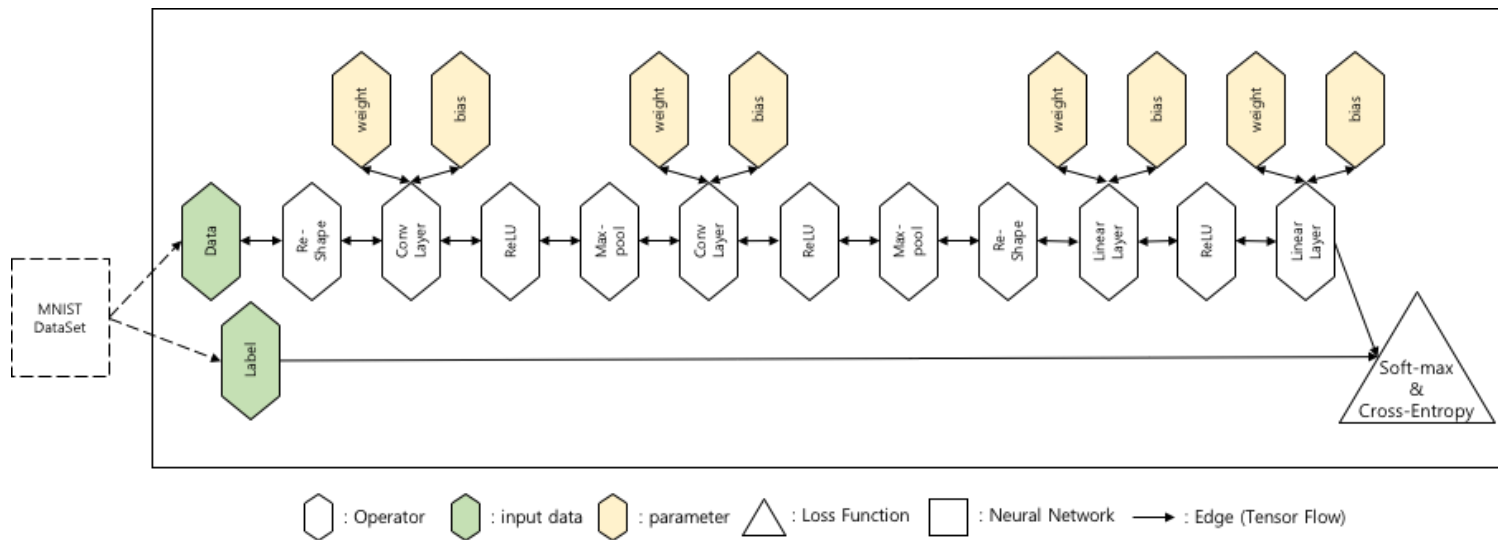 weight
bias
weight
bias
weight
bias
weight
bias
Data
Re-
Shape
Conv
Layer
ReLU
Max-
pool
Conv
Layer
ReLU
Max-
pool
Re-
Shape
Linear
Layer
ReLU
Linear
Layer
MNIST
DataSet
Label
Soft-max
&
Cross-Entropy
: Operator
: input data
: parameter
: Loss Function
: Neural Network
: Edge (Tensor Flow)